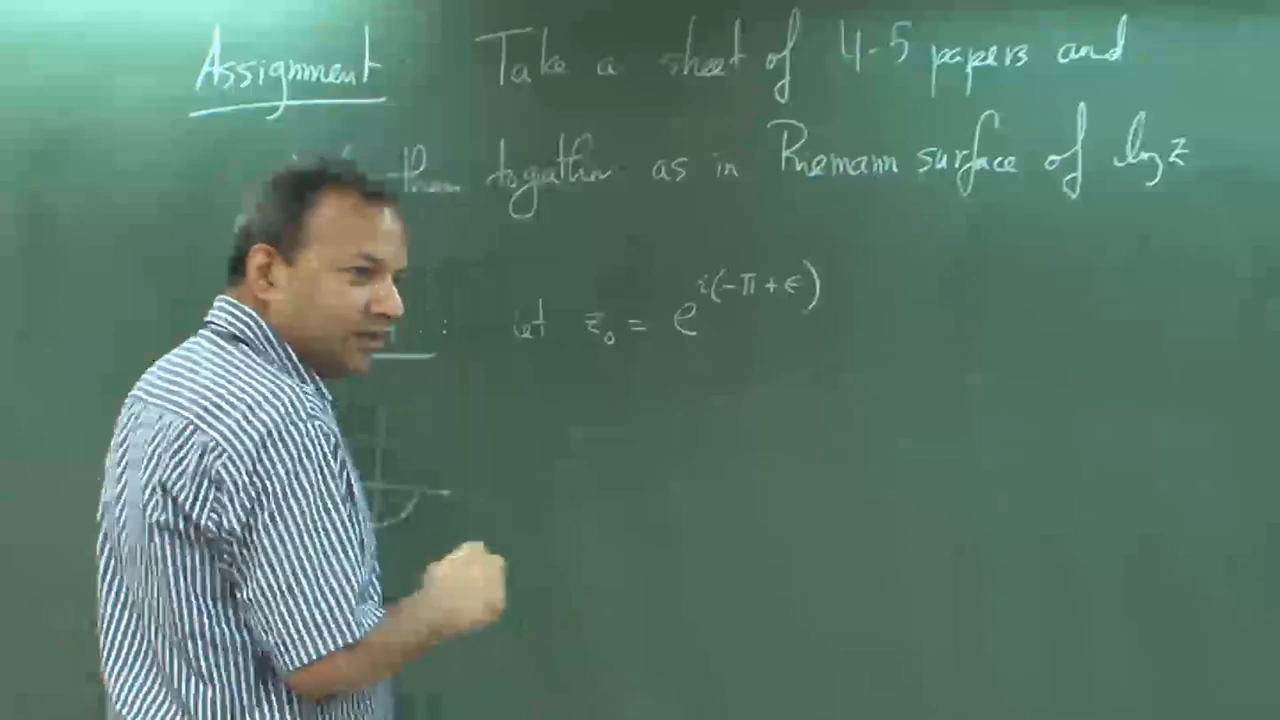 Assignment Take a sheet of 4-5 papers and
them together as in Riemann surface of log z
: let z₀ = e^{i(-π+ε)}